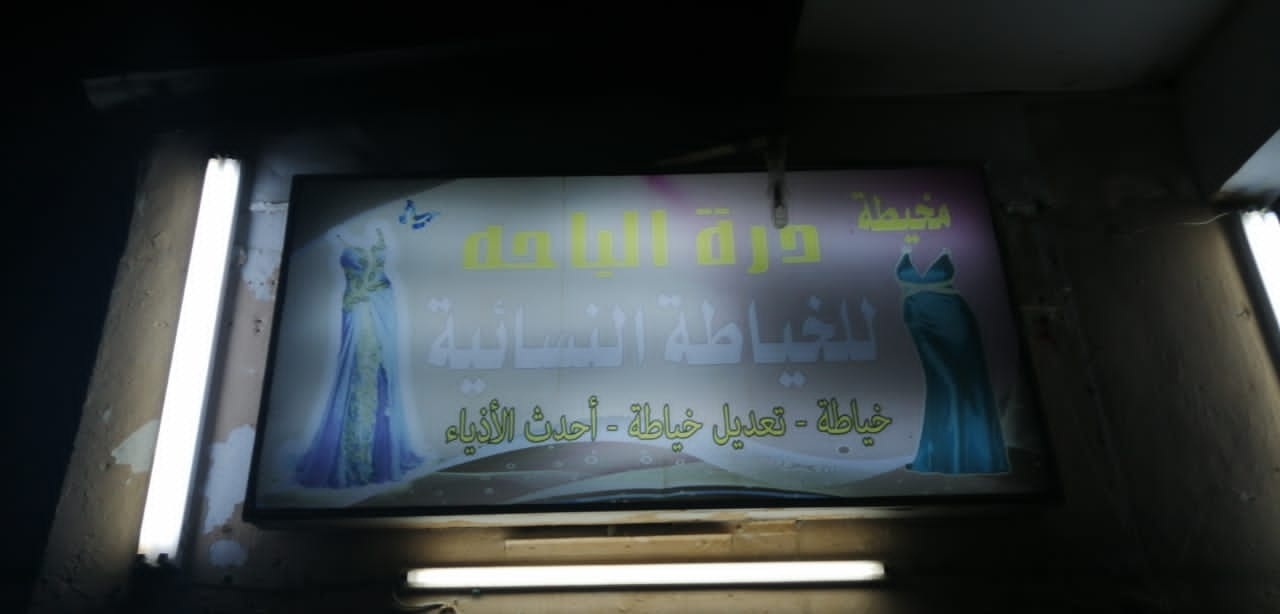 مخيطة
درة الباحه
للخياطة النسائية
خياطة - تعديل خياطة - أحدث الأذياء